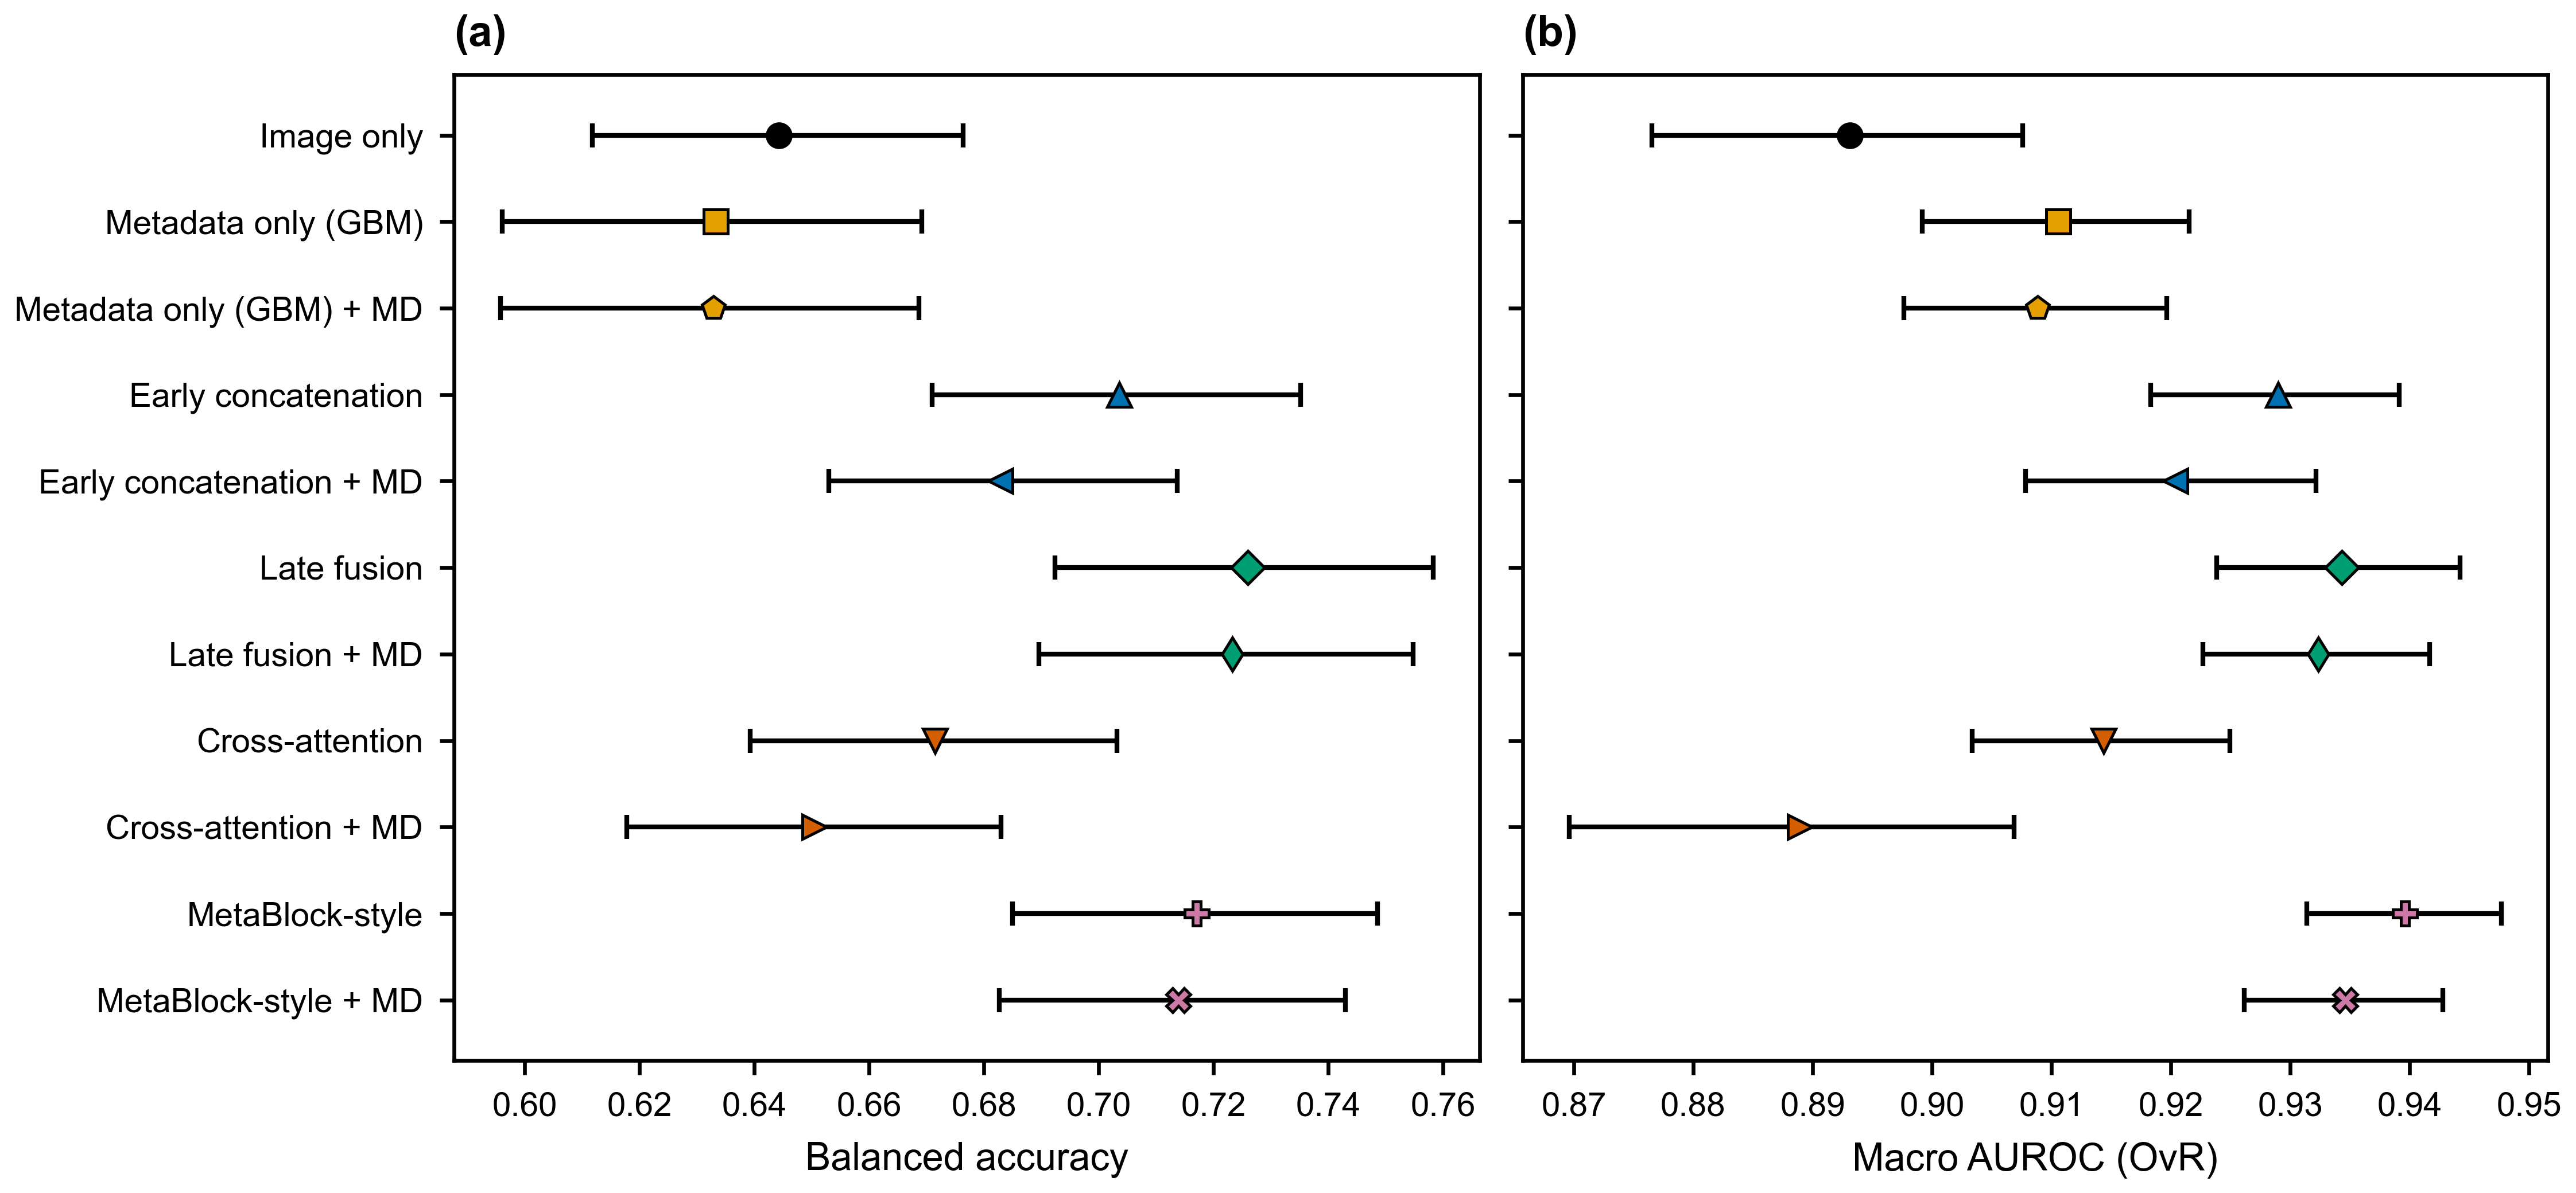 (a)
(b)
Image only
Metadata only (GBM)
Metadata only (GBM) + MD
Early concatenation
Early concatenation + MD
Late fusion
Late fusion + MD
Cross-attention
Cross-attention + MD
MetaBlock-style
MetaBlock-style + MD
0.60 0.62 0.64 0.66 0.68 0.70 0.72 0.74 0.76
Balanced accuracy
0.87 0.88 0.89 0.90 0.91 0.92 0.93 0.94 0.95
Macro AUROC (OvR)